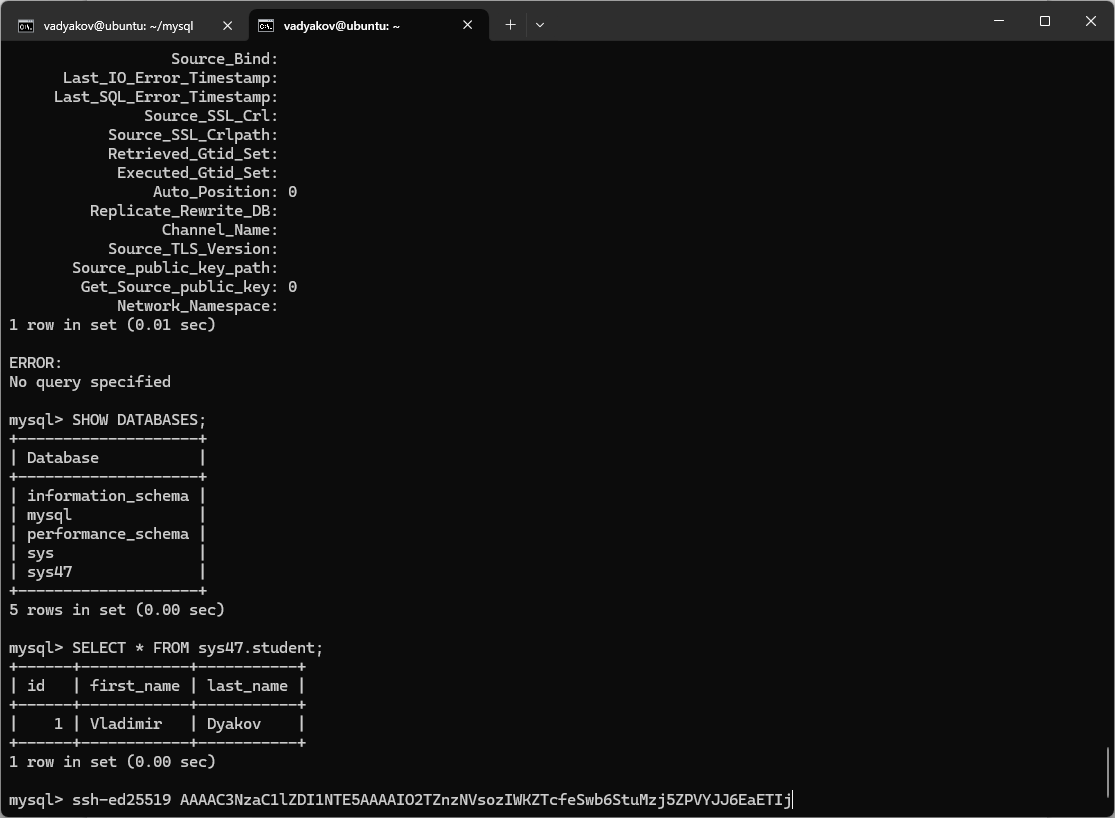 vadyakov@ubuntu: ~/mysql
vadyakov@ubuntu: ~
Source_Bind:
Last_IO_Error_Timestamp:
Last_SQL_Error_Timestamp:
Source_SSL_Crl:
Source_SSL_Crlpath:
Retrieved_Gtid_Set:
Executed_Gtid_Set:
Auto_Position: 0
Replicate_Rewrite_DB:
Channel_Name:
Source_TLS_Version:
Source_public_key_path:
Get_Source_public_key: 0
Network_Namespace:
1 row in set (0.01 sec)
ERROR:
No query specified
mysql> SHOW DATABASES;
+--------------------+
| Database           |
+--------------------+
| information_schema |
| mysql              |
| performance_schema |
| sys                |
| sys47              |
+--------------------+
5 rows in set (0.00 sec)
mysql> SELECT * FROM sys47.student;
+------+------------+-----------+
| id   | first_name | last_name |
+------+------------+-----------+
|    1 | Vladimir   | Dyakov    |
+------+------------+-----------+
1 row in set (0.00 sec)
mysql> ssh-ed25519 AAAAC3NzaC1lZDI1NTE5AAAAIO2TZnzNVsozIWKZTcfeSwb6StuMzj5ZPVYJJ6EaETIj